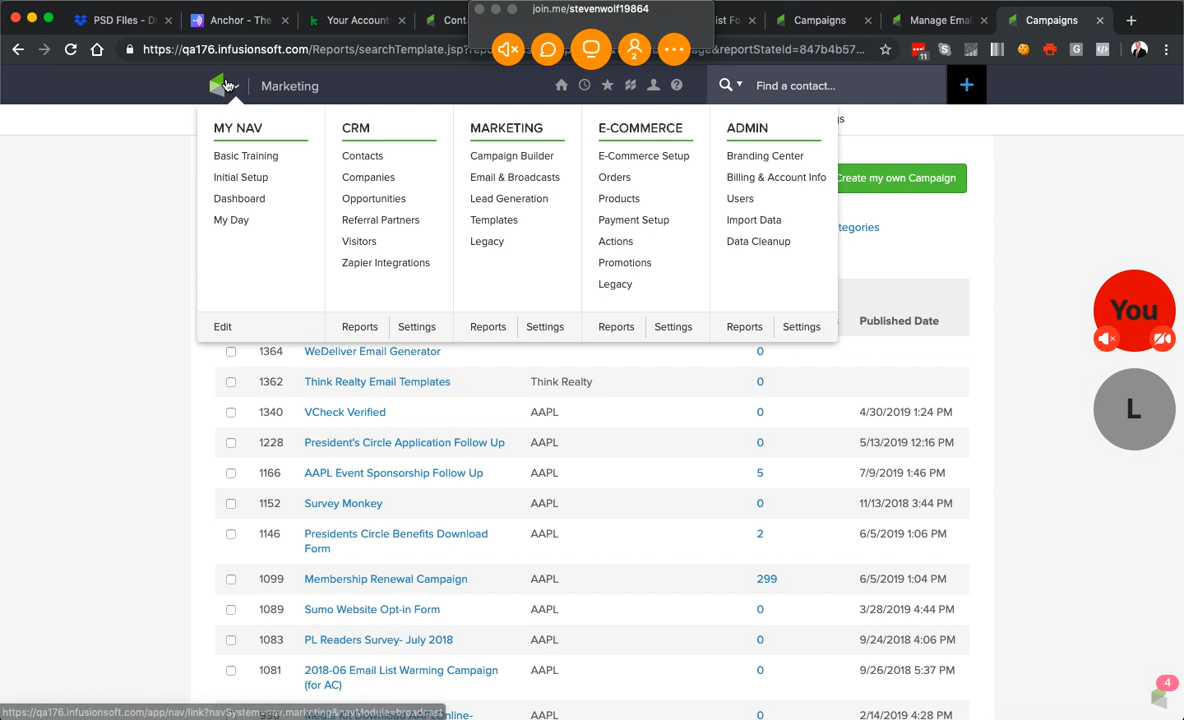 join.me/stevenwolf19864
PSD Files - D
Anchor - The
Your Account
Cont
ist Fo
Campaigns
Manage Emai
Campaigns
https://qa176.infusionsoft.com/Reports/searchTemplate.jsp?rep
age&reportStateId=847b4b57...
11
2
Marketing
Find a contact...
gs
MY NAV
Basic Training
Initial Setup
Dashboard
My Day
Edit
CRM
Contacts
Companies
Opportunities
Referral Partners
Visitors
Zapier Integrations
Reports
Settings
MARKETING
Campaign Builder
Email & Broadcasts
Lead Generation
Templates
Legacy
Reports
Settings
E-COMMERCE
E-Commerce Setup
Orders
Products
Payment Setup
Actions
Promotions
Legacy
Reports
Settings
ADMIN
Branding Center
Billing & Account Info
Users
Import Data
Data Cleanup
Reports
Settings
Create my own Campaign
tegories
Published Date
1364 WeDeliver Email Generator 0
1362 Think Realty Email Templates Think Realty 0
1340 VCheck Verified AAPL 0 4/30/2019 1:24 PM
1228 President's Circle Application Follow Up AAPL 0 5/13/2019 12:16 PM
1166 AAPL Event Sponsorship Follow Up AAPL 5 7/9/2019 1:46 PM
1152 Survey Monkey AAPL 0 11/13/2018 3:44 PM
1146 Presidents Circle Benefits Download AAPL 2 6/5/2019 1:06 PM
Form
1099 Membership Renewal Campaign AAPL 299 6/5/2019 1:04 PM
1089 Sumo Website Opt-in Form AAPL 0 3/28/2019 4:44 PM
1083 PL Readers Survey- July 2018 AAPL 0 9/24/2018 4:06 PM
1081 2018-06 Email List Warming Campaign AAPL 0 9/26/2018 5:37 PM
(for AC)
AAPL 0 2/14/2019 4:28 PM
You
L
4